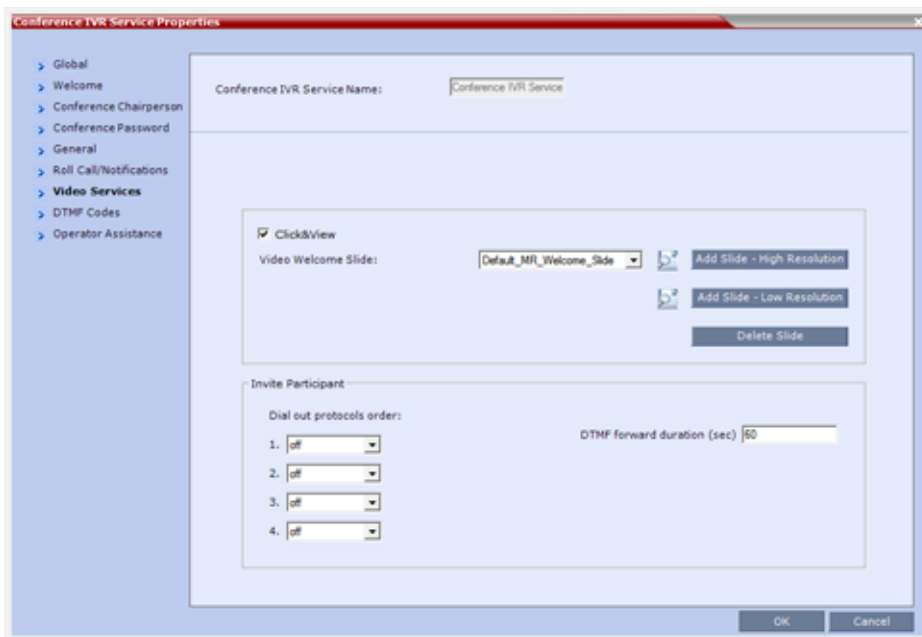 Conference IVR Service Properties
Global
Welcome
Conference Chairperson
Conference Password
General
Roll Call/Notifications
Video Services
DTMF Codes
Operator Assistance
Conference IVR Service Name:
Conference IVR Service
Click&View
Video Welcome Slide:
Default_MR_Welcome_Slide
Add Slide - High Resolution
Add Slide - Low Resolution
Delete Slide
Invite Participant
Dial out protocols order:
1. off
2. off
3. off
4. off
DTMF forward duration (sec) 60
OK
Cancel